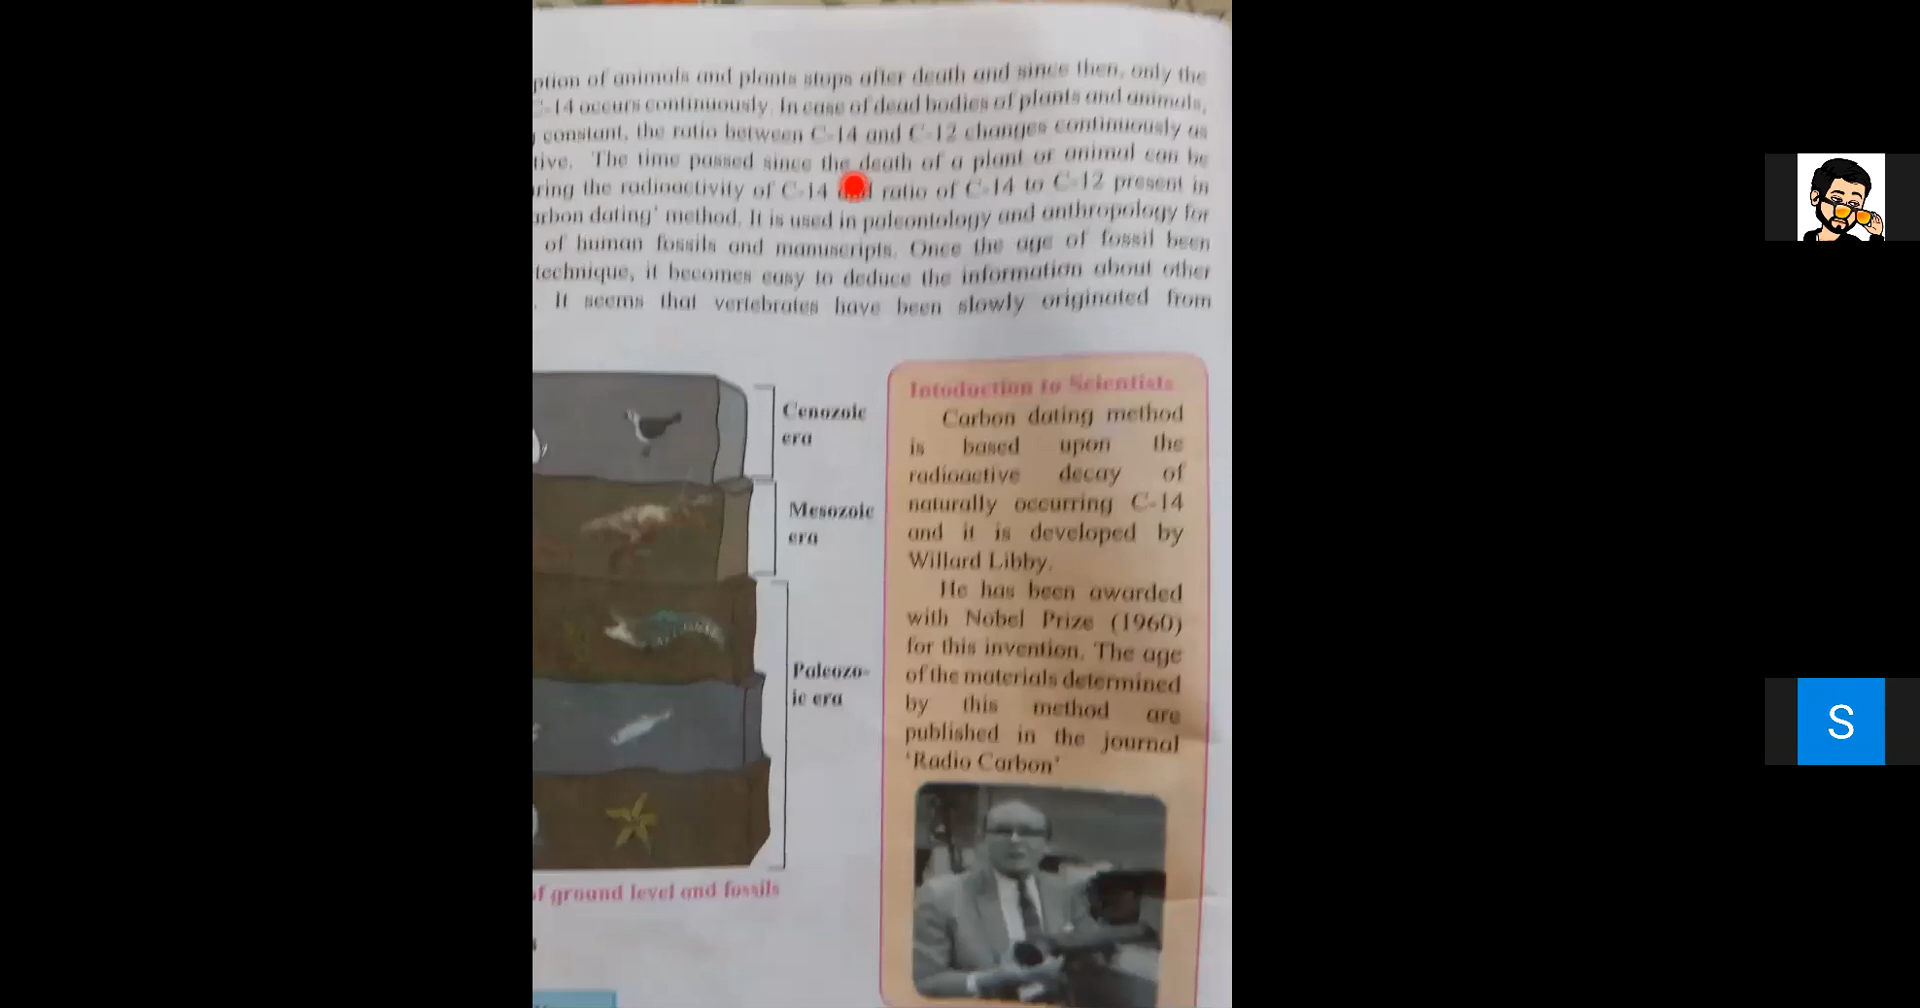 ption of animals and plants stops after death and since then, only the
C-14 occurs continuously. In case of dead bodies of plants and animals,
constant, the ratio between C-14 and C-12 changes continuously as
tive. The time passed since the death of a plant or animal can be
ring the radioactivity of C-14 and ratio of C-14 to C-12 present in
arbon dating' method. It is used in paleontology and anthropology for
of human fossils and manuscripts. Once the age of fossil been
technique, it becomes easy to deduce the information about other
. It seems that vertebrates have been slowly originated from
Cenozoic
era
Mesozoic
era
Paleozo-
ic era
of ground level and fossils
Intoduction to Scientists
Carbon dating method
is based upon the
radioactive decay of
naturally occurring C-14
and it is developed by
Willard Libby.
He has been awarded
with Nobel Prize (1960)
for this invention. The age
of the materials determined
by this method are
published in the journal
'Radio Carbon'
S